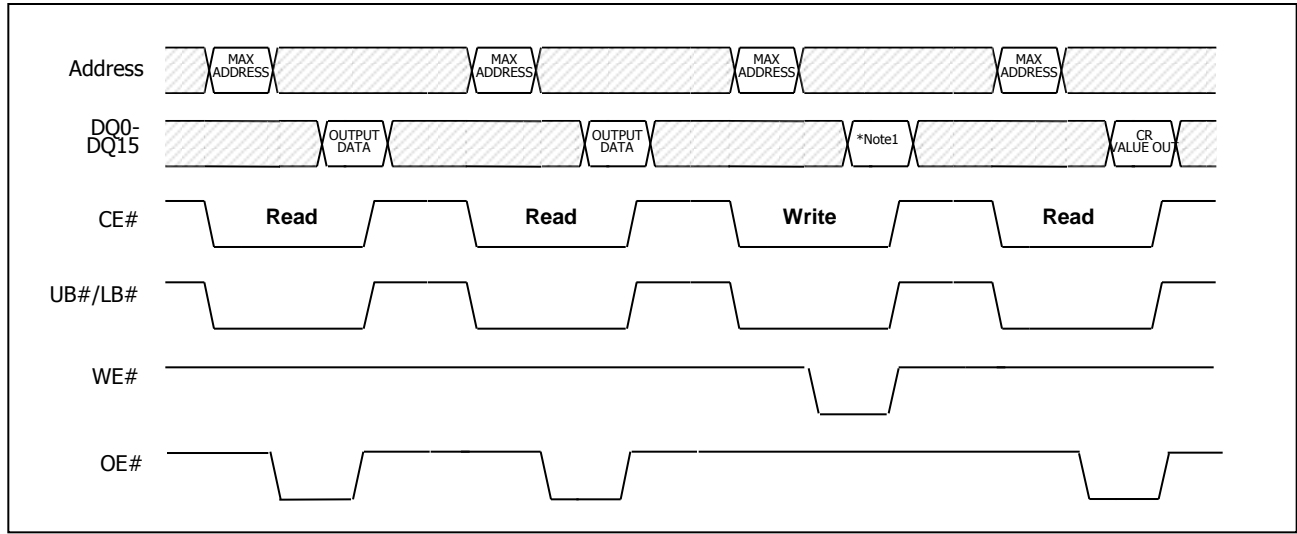 Address
MAX
ADDRESS
MAX
ADDRESS
MAX
ADDRESS
MAX
ADDRESS
DQ0-
DQ15
OUTPUT
DATA
OUTPUT
DATA
*Note1
CR
VALUE OUT
CE#
Read
Read
Write
Read
UB#/LB#
WE#
OE#